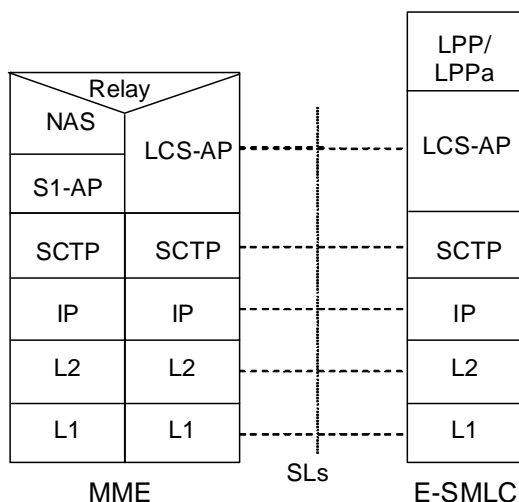 LPP/
LPPa
Relay
NAS
LCS-AP
LCS-AP
S1-AP
SCTP SCTP SCTP
IP IP IP
L2 L2 L2
L1 L1 L1
SLs
MME E-SMLC